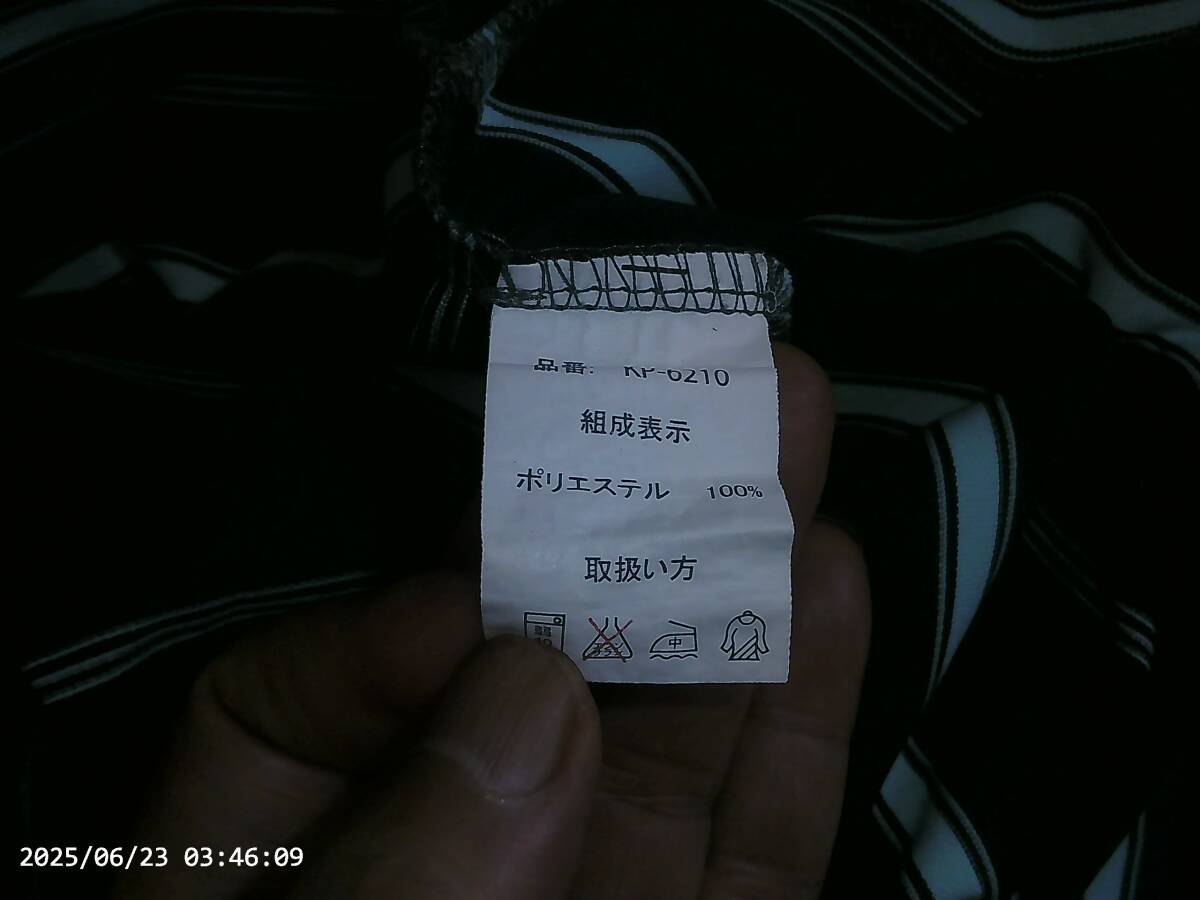 品番: KP-6210
組成表示
ポリエステル 100%
取扱い方
中
2025/06/23 03:46:09